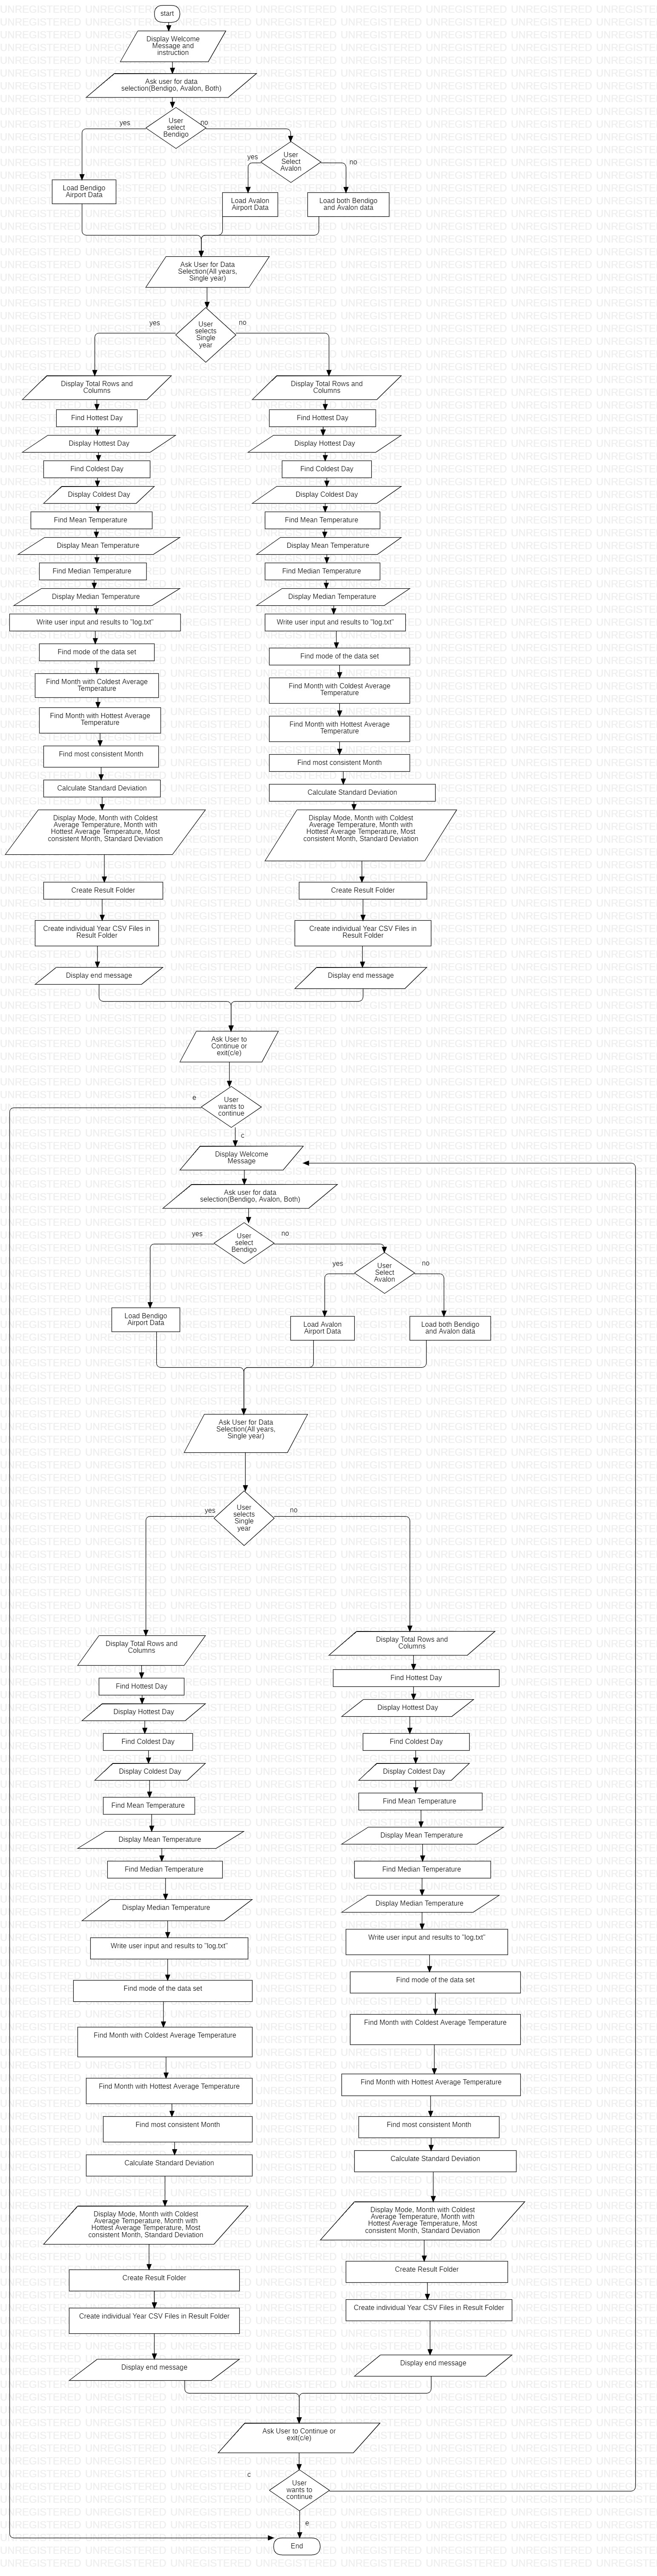 start
Display Welcome
Message and
instruction
Ask user for data
selection(Bendigo, Avalon, Both)
User
select
Bendigo
yes
no
User
Select
Avalon
yes
no
Load Bendigo
Airport Data
Load Avalon
Airport Data
Load both Bendigo
and Avalon data
Ask User for Data
Selection(All years,
Single year)
User
selects
Single
year
yes
no
Display Total Rows and
Columns
Find Hottest Day
Display Hottest Day
Find Coldest Day
Display Coldest Day
Find Mean Temperature
Display Mean Temperature
Find Median Temperature
Display Median Temperature
Write user input and results to "log.txt"
Find mode of the data set
Find Month with Coldest Average
Temperature
Find Month with Hottest Average
Temperature
Find most consistent Month
Calculate Standard Deviation
Display Mode, Month with Coldest
Average Temperature, Month with
Hottest Average Temperature, Most
consistent Month, Standard Deviation
Create Result Folder
Create individual Year CSV Files in
Result Folder
Display end message
Display Total Rows and
Columns
Find Hottest Day
Display Hottest Day
Find Coldest Day
Display Coldest Day
Find Mean Temperature
Display Mean Temperature
Find Median Temperature
Display Median Temperature
Write user input and results to "log.txt"
Find mode of the data set
Find Month with Coldest Average
Temperature
Find Month with Hottest Average
Temperature
Find most consistent Month
Calculate Standard Deviation
Display Mode, Month with Coldest
Average Temperature, Month with
Hottest Average Temperature, Most
consistent Month, Standard Deviation
Create Result Folder
Create individual Year CSV Files in
Result Folder
Display end message
Ask User to
Continue or
exit(c/e)
User
wants to
continue
e
c
Display Welcome
Message
Ask user for data
selection(Bendigo, Avalon, Both)
User
select
Bendigo
yes
no
User
Select
Avalon
yes
no
Load Bendigo
Airport Data
Load Avalon
Airport Data
Load both Bendigo
and Avalon data
Ask User for Data
Selection(All years,
Single year)
User
selects
Single
year
yes
no
Display Total Rows and
Columns
Find Hottest Day
Display Hottest Day
Find Coldest Day
Display Coldest Day
Find Mean Temperature
Display Mean Temperature
Find Median Temperature
Display Median Temperature
Write user input and results to "log.txt"
Find mode of the data set
Find Month with Coldest Average Temperature
Find Month with Hottest Average Temperature
Find most consistent Month
Calculate Standard Deviation
Display Mode, Month with Coldest
Average Temperature, Month with
Hottest Average Temperature, Most
consistent Month, Standard Deviation
Create Result Folder
Create individual Year CSV Files in Result Folder
Display end message
Display Total Rows and
Columns
Find Hottest Day
Display Hottest Day
Find Coldest Day
Display Coldest Day
Find Mean Temperature
Display Mean Temperature
Find Median Temperature
Display Median Temperature
Write user input and results to "log.txt"
Find mode of the data set
Find Month with Coldest Average Temperature
Find Month with Hottest Average Temperature
Find most consistent Month
Calculate Standard Deviation
Display Mode, Month with Coldest
Average Temperature, Month with
Hottest Average Temperature, Most
consistent Month, Standard Deviation
Create Result Folder
Create individual Year CSV Files in Result Folder
Display end message
Ask User to Continue or
exit(c/e)
User
wants to
continue
c
e
End